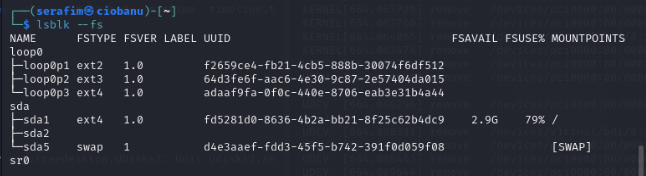 ┌──(serafim㉿ciobanu)-[~]
└─$ lsblk --fs
NAME FSTYPE FSVER LABEL UUID FSAVAIL FSUSE% MOUNTPOINTS
loop0
├─loop0p1 ext2 1.0 f2659ce4-fb21-4cb5-888b-30074f6df512
├─loop0p2 ext3 1.0 64d3fe6f-aac6-4e30-9c87-2e57404da015
└─loop0p3 ext4 1.0 adaaf9fa-0f0c-440e-8706-eab3e31b4a44
sda
├─sda1 ext4 1.0 fd5281d0-8636-4b2a-bb21-8f25c62b4dc9 2.9G 79% /
├─sda2
└─sda5 swap 1 d4e3aaef-fdd3-45f5-b742-391f0d059f08 [SWAP]
sr0